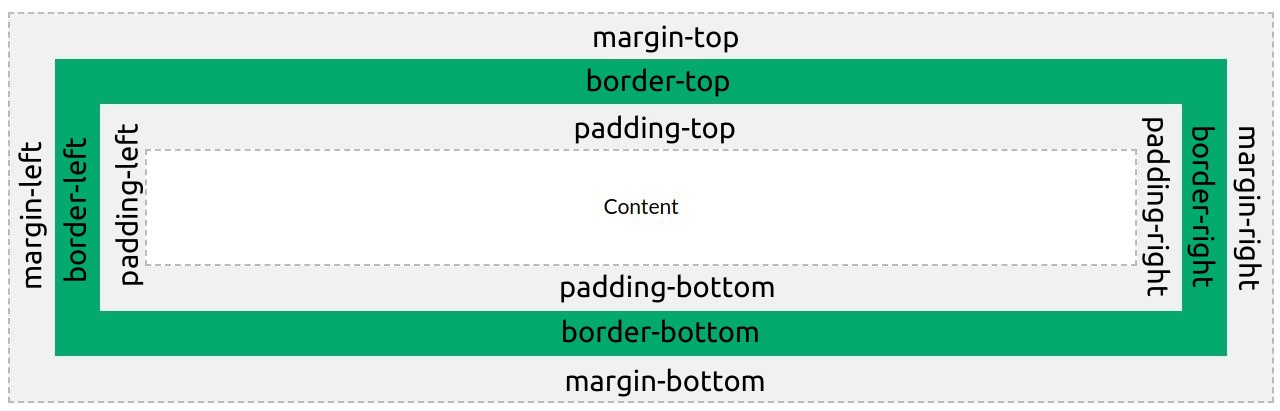 margin-top
border-top
padding-top
margin-left
border-left
padding-left
Content
padding-right
border-right
margin-right
padding-bottom
border-bottom
margin-bottom